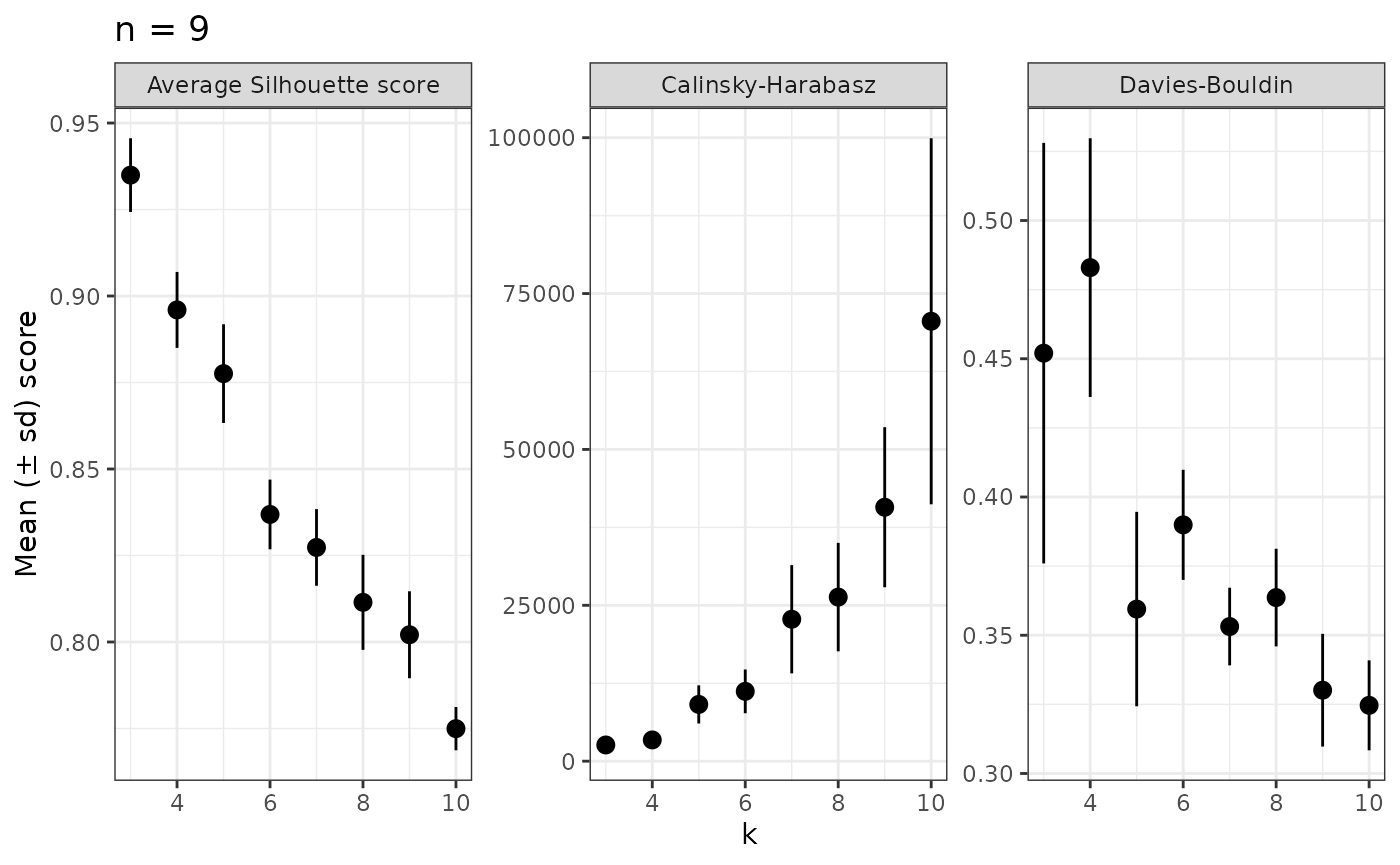 n = 9
Average Silhouette score
Calinsky-Harabasz
Davies-Bouldin
Mean (± sd) score
0.95
0.90
0.85
0.80
100000
75000
50000
25000
0
0.50
0.45
0.40
0.35
0.30
4 6 8 10
4 6 8 10
4 6 8 10
k